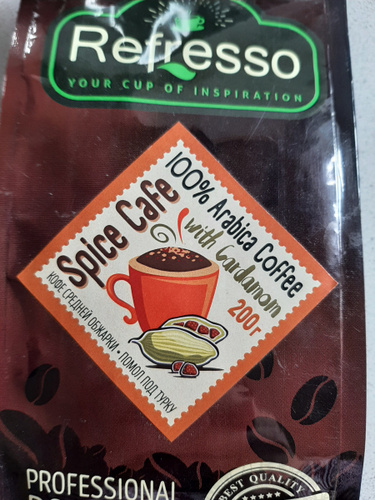 Refresso
YOUR CUP OF INSPIRATION
Spice Cafe
100% Arabica Coffee
with Cardamom
200г
КОФЕ СРЕДНЕЙ ОБЖАРКИ • ПОМОЛ ПОД ТУРКУ
PROFESSIONAL
BEST QUALITY